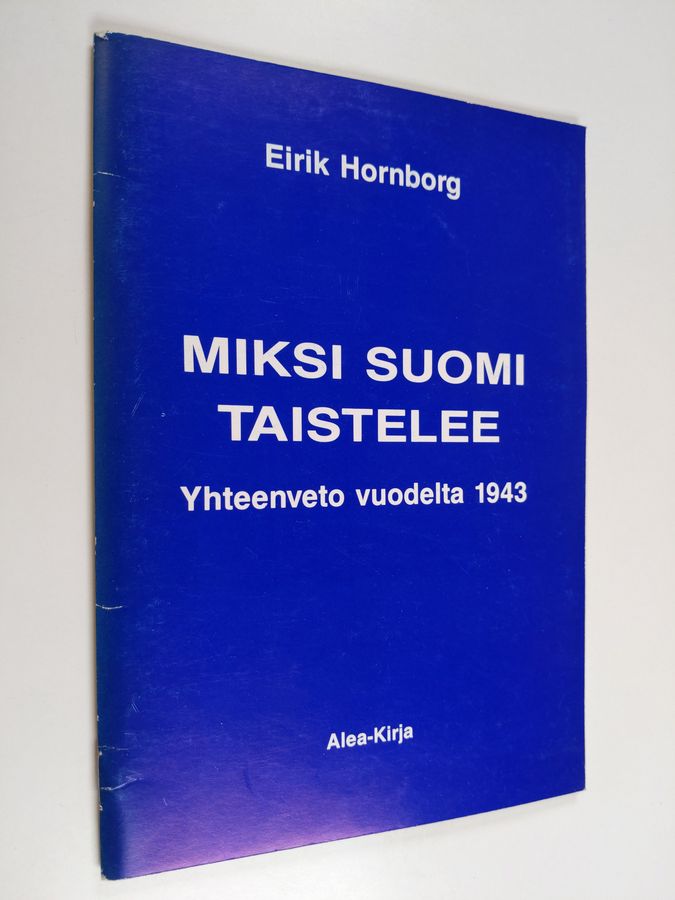 Eirik Hornborg
MIKSI SUOMI
TAISTELEE
Yhteenveto vuodelta 1943
Alea-Kirja